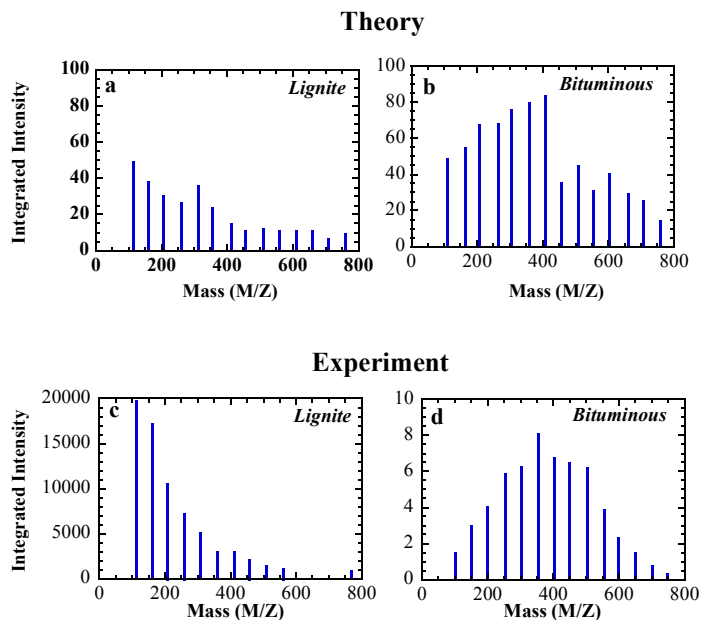 Theory
Integrated Intensity
100
80
60
40
20
0
a
Lignite
0 200 400 600 800
Mass (M/Z)
100
80
60
40
20
0
b
Bituminous
0 200 400 600 800
Mass (M/Z)
Experiment
Integrated Intensity
20000
15000
10000
5000
0
c
Lignite
0 200 400 600 800
Mass (M/Z)
10
8
6
4
2
0
d
Bituminous
0 200 400 600 800
Mass (M/Z)